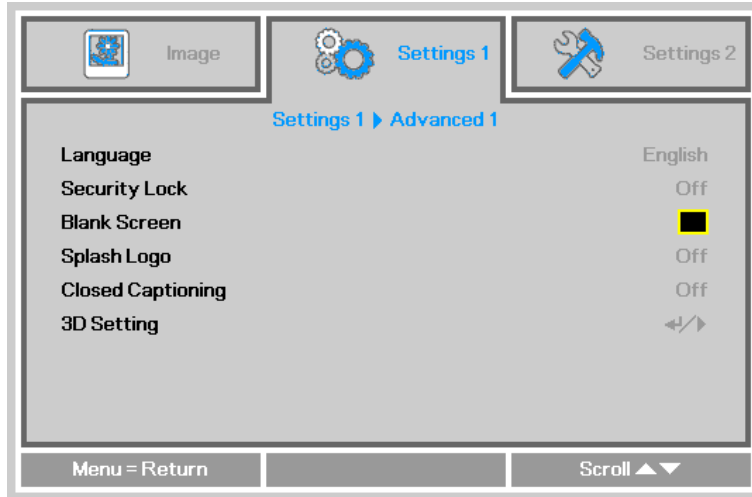 Image
Settings 1
Settings 2
Settings 1 ▶ Advanced 1
Language English
Security Lock Off
Blank Screen
Splash Logo Off
Closed Captioning Off
3D Setting ↵/▶
Menu = Return
Scroll ▲▼